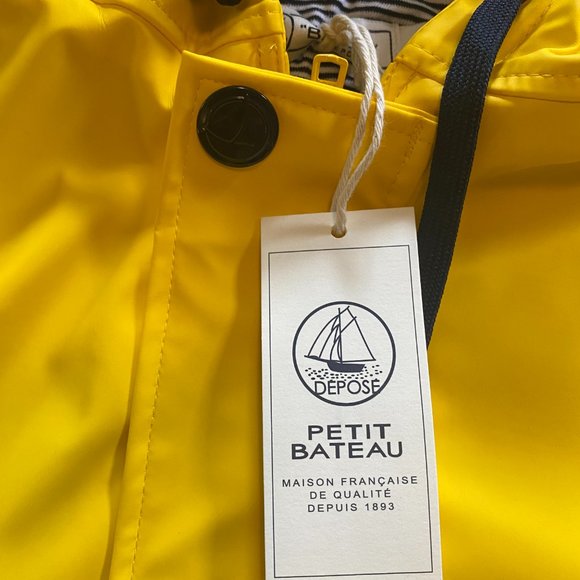 DÉPOSÉ
PETIT
BATEAU
MAISON FRANÇAISE
DE QUALITÉ
DEPUIS 1893